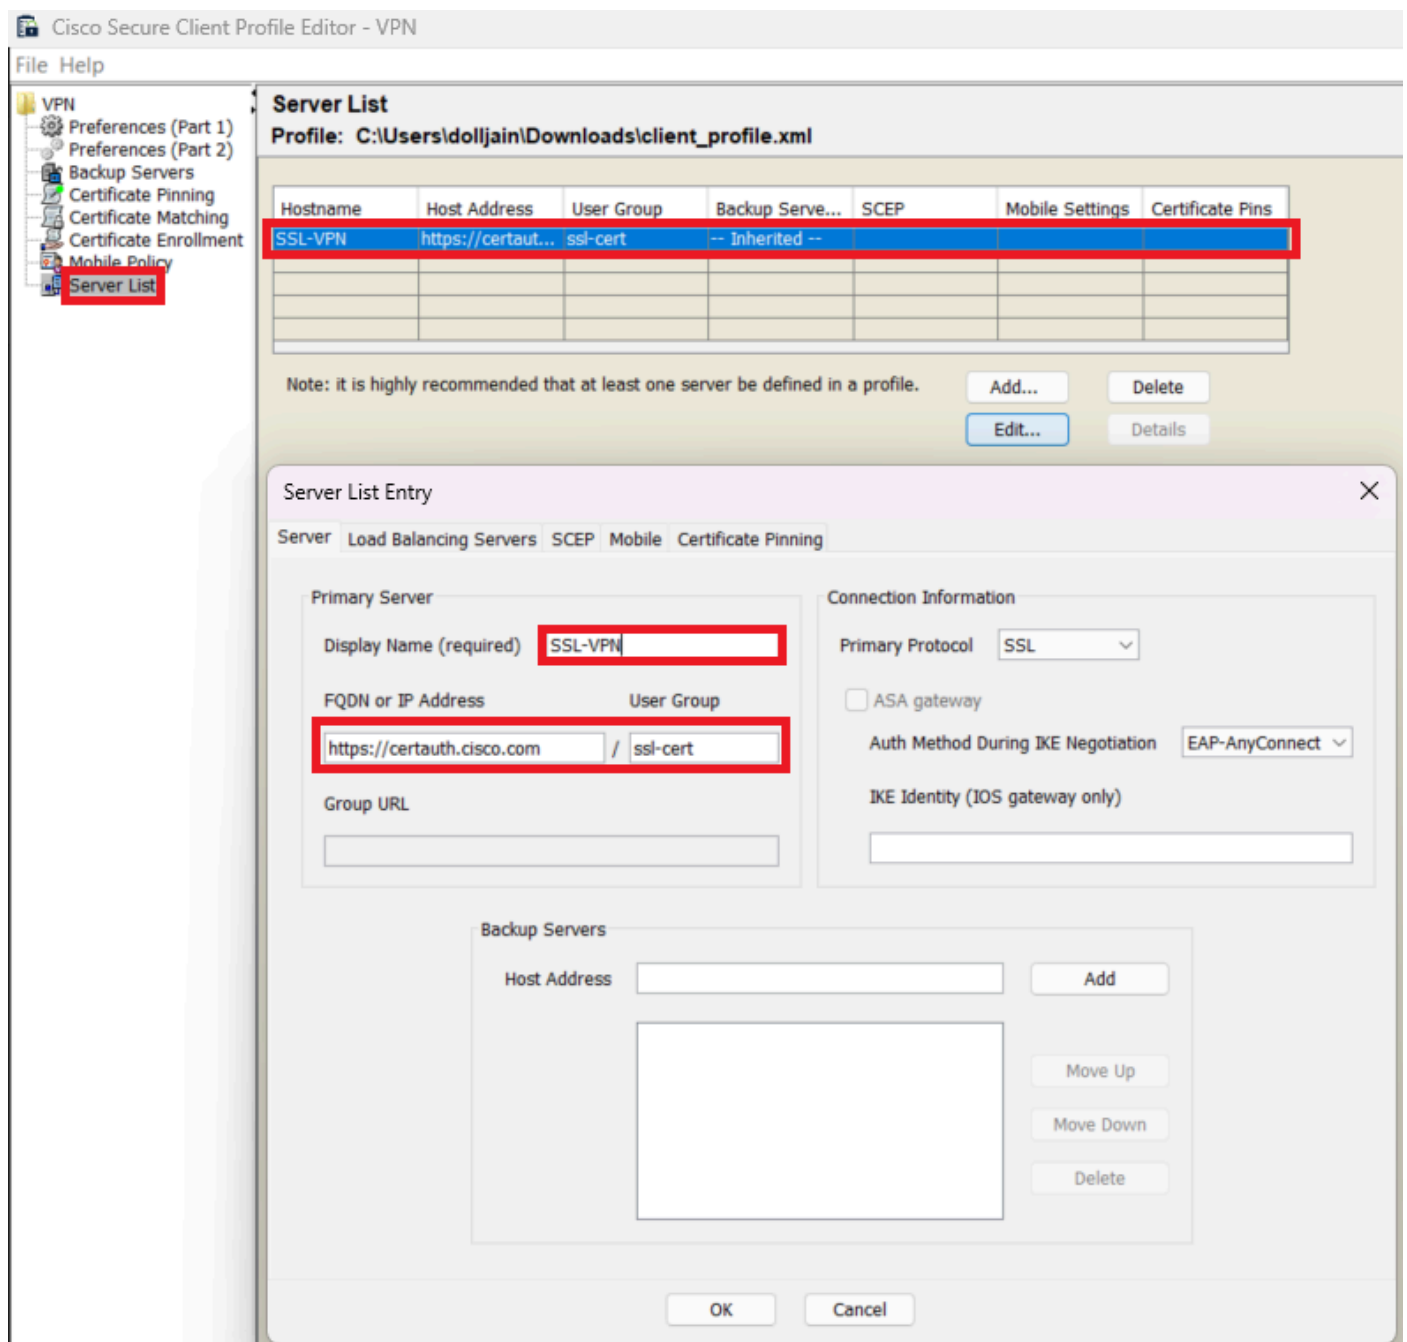 Cisco Secure Client Profile Editor - VPN
File Help
VPN
Preferences (Part 1)
Preferences (Part 2)
Backup Servers
Certificate Pinning
Certificate Matching
Certificate Enrollment
Mobile Policy
Server List
Server List
Profile: C:\Users\dolljain\Downloads\client_profile.xml
Hostname Host Address User Group Backup Serve... SCEP Mobile Settings Certificate Pins
SSL-VPN https://certaut... ssl-cert -- Inherited --
Note: it is highly recommended that at least one server be defined in a profile.
Add... Delete
Edit... Details
Server List Entry
Server Load Balancing Servers SCEP Mobile Certificate Pinning
Primary Server
Display Name (required) SSL-VPN
FQDN or IP Address User Group
https://certauth.cisco.com / ssl-cert
Group URL
Connection Information
Primary Protocol SSL
ASA gateway
Auth Method During IKE Negotiation EAP-AnyConnect
IKE Identity (IOS gateway only)
Backup Servers
Host Address Add
Move Up
Move Down
Delete
OK Cancel